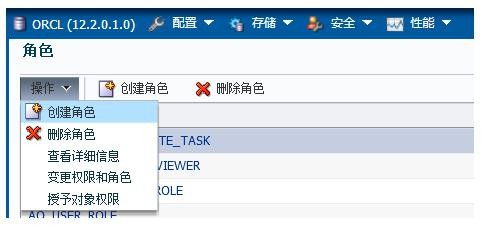 ORCL (12.2.0.1.0) 配置 存储 安全 性能
角色
操作 创建角色 删除角色
创建角色
删除角色
TE_TASK
查看详细信息
VIEWER
变更权限和角色
ROLE
授予对象权限
AQ_USER_ROLE